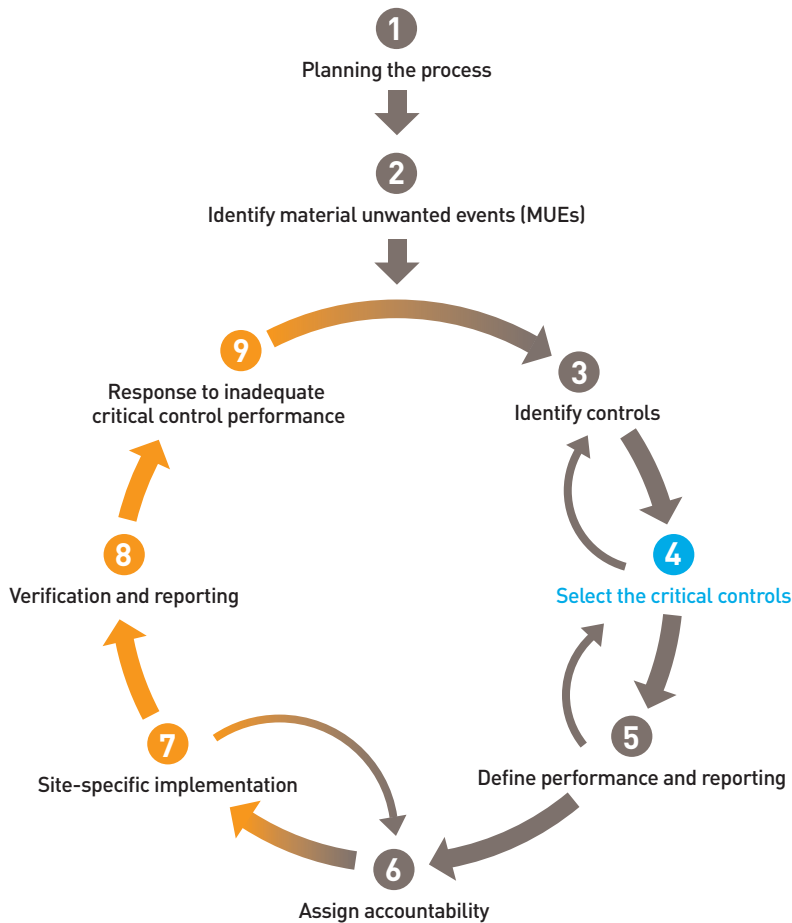 1
Planning the process
2
Identify material unwanted events (MUEs)
3
Identify controls
4
Select the critical controls
5
Define performance and reporting
6
Assign accountability
7
Site-specific implementation
8
Verification and reporting
9
Response to inadequate
critical control performance